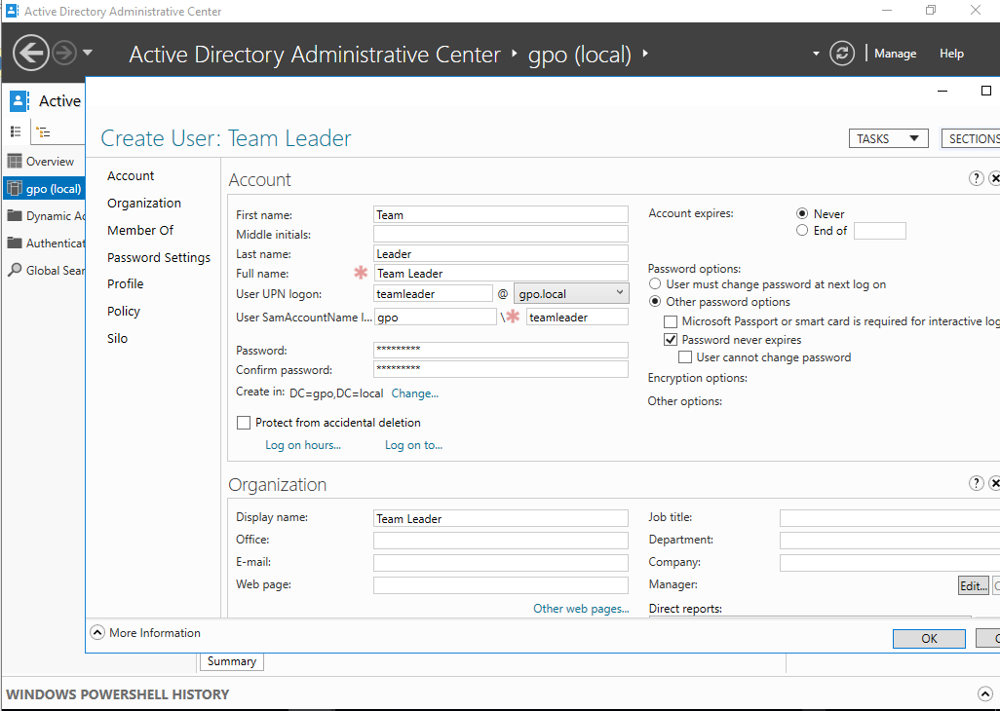 Active Directory Administrative Center
Active Directory Administrative Center gpo (local)
Manage Help
Active
Create User: Team Leader
TASKS SECTIONS
Overview
gpo (local)
Dynamic Ac
Authenticat
Global Sear
Account
Organization
Member Of
Password Settings
Profile
Policy
Silo
Account
First name: Team
Middle initials:
Last name: Leader
Full name: * Team Leader
User UPN logon: teamleader @ gpo.local
User SamAccountName l... gpo \* teamleader
Password: *********
Confirm password: *********
Create in: DC=gpo,DC=local Change...
Protect from accidental deletion
Log on hours... Log on to...
Account expires: Never
End of
Password options:
User must change password at next log on
Other password options
Microsoft Passport or smart card is required for interactive log
Password never expires
User cannot change password
Encryption options:
Other options:
Organization
Display name: Team Leader
Office:
E-mail:
Web page:
Other web pages...
Job title:
Department:
Company:
Manager: Edit...
Direct reports:
More Information
OK C
Summary
WINDOWS POWERSHELL HISTORY